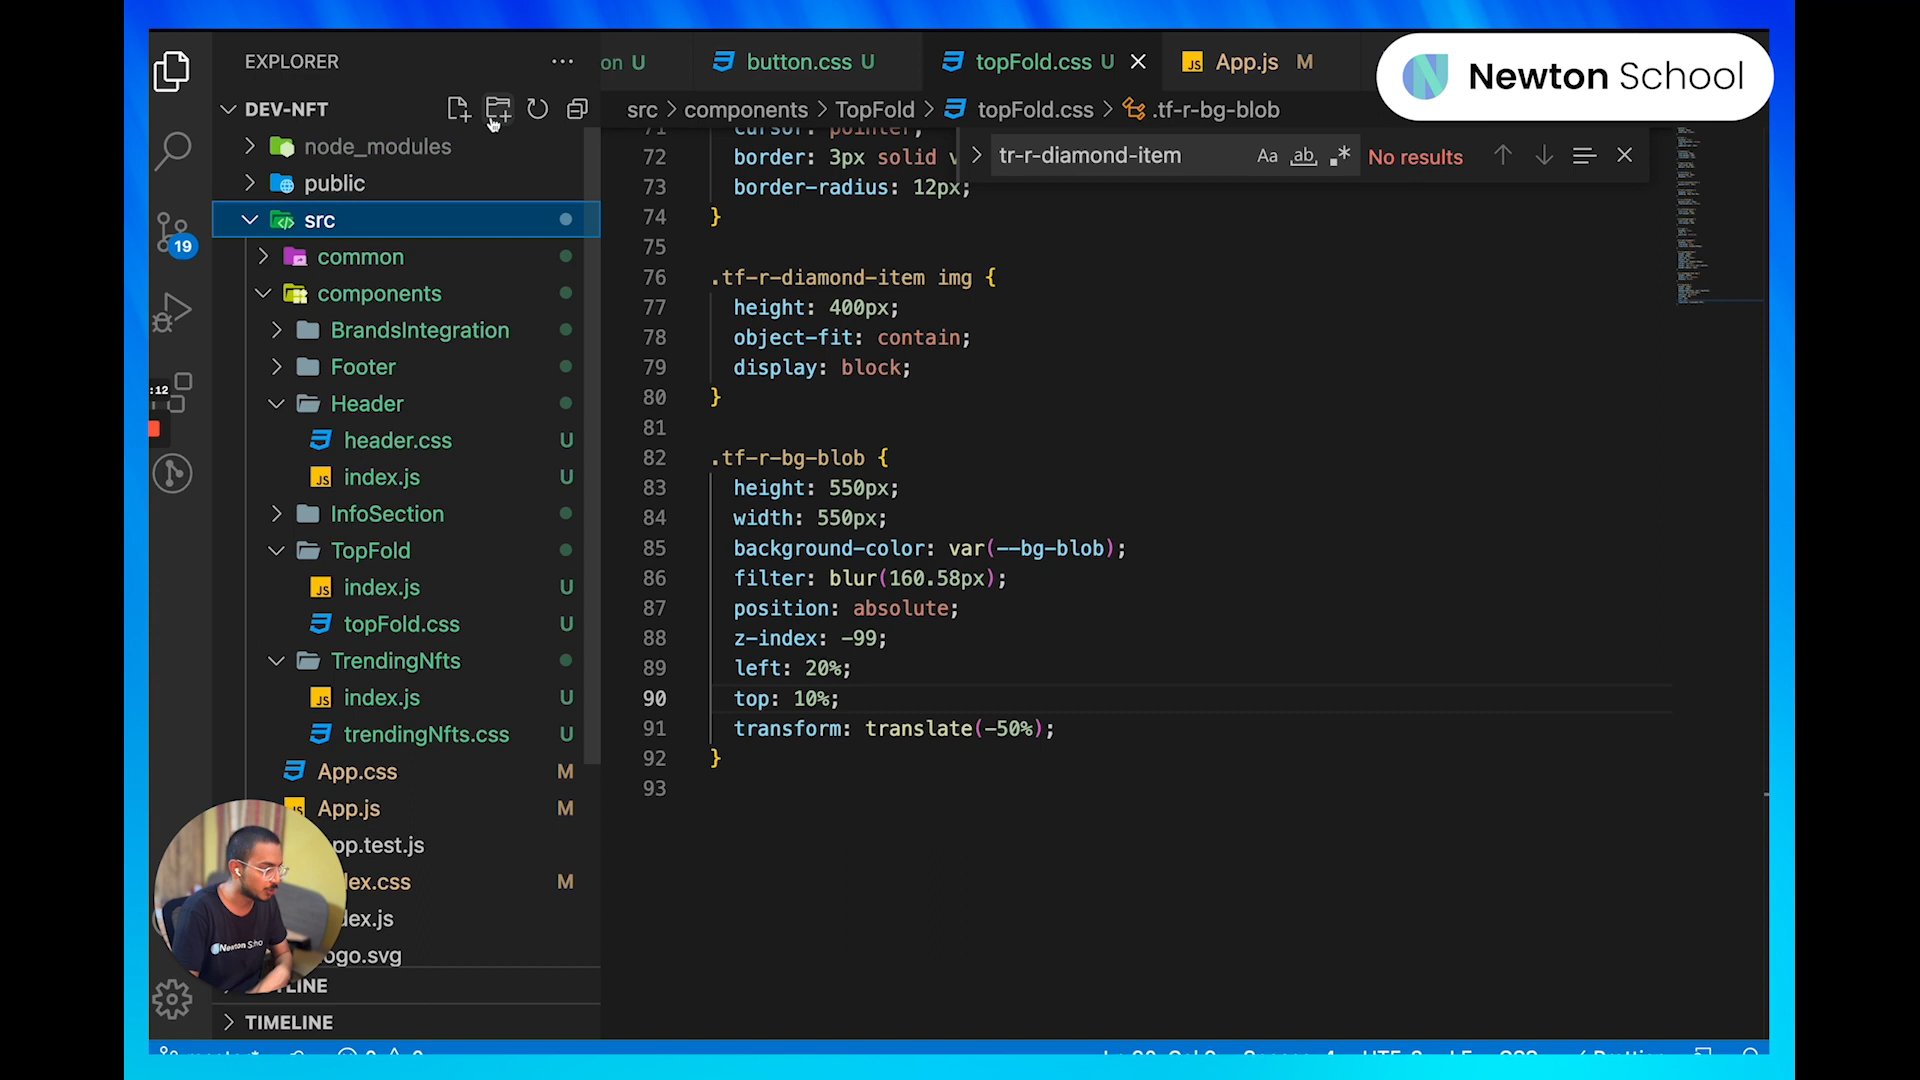 EXPLORER
on U
button.css U
topFold.css U
App.js M
Newton School
DEV-NFT
src > components > TopFold > topFold.css > .tf-r-bg-blob
node_modules
public
src
common
components
BrandsIntegration
Footer
Header
header.css U
index.js U
InfoSection
TopFold
index.js U
topFold.css U
TrendingNfts
index.js U
trendingNfts.css U
App.css M
App.js M
pp.test.js
ex.css M
dex.js
ogo.svg
LINE
TIMELINE
19
:12
tr-r-diamond-item
Aa ab .* No results
71 cursor: pointer;
72 border: 3px solid v
73 border-radius: 12px;
74 }
75
76 .tf-r-diamond-item img {
77 height: 400px;
78 object-fit: contain;
79 display: block;
80 }
81
82 .tf-r-bg-blob {
83 height: 550px;
84 width: 550px;
85 background-color: var(--bg-blob);
86 filter: blur(160.58px);
87 position: absolute;
88 z-index: -99;
89 left: 20%;
90 top: 10%;
91 transform: translate(-50%);
92 }
93
Newton Scho